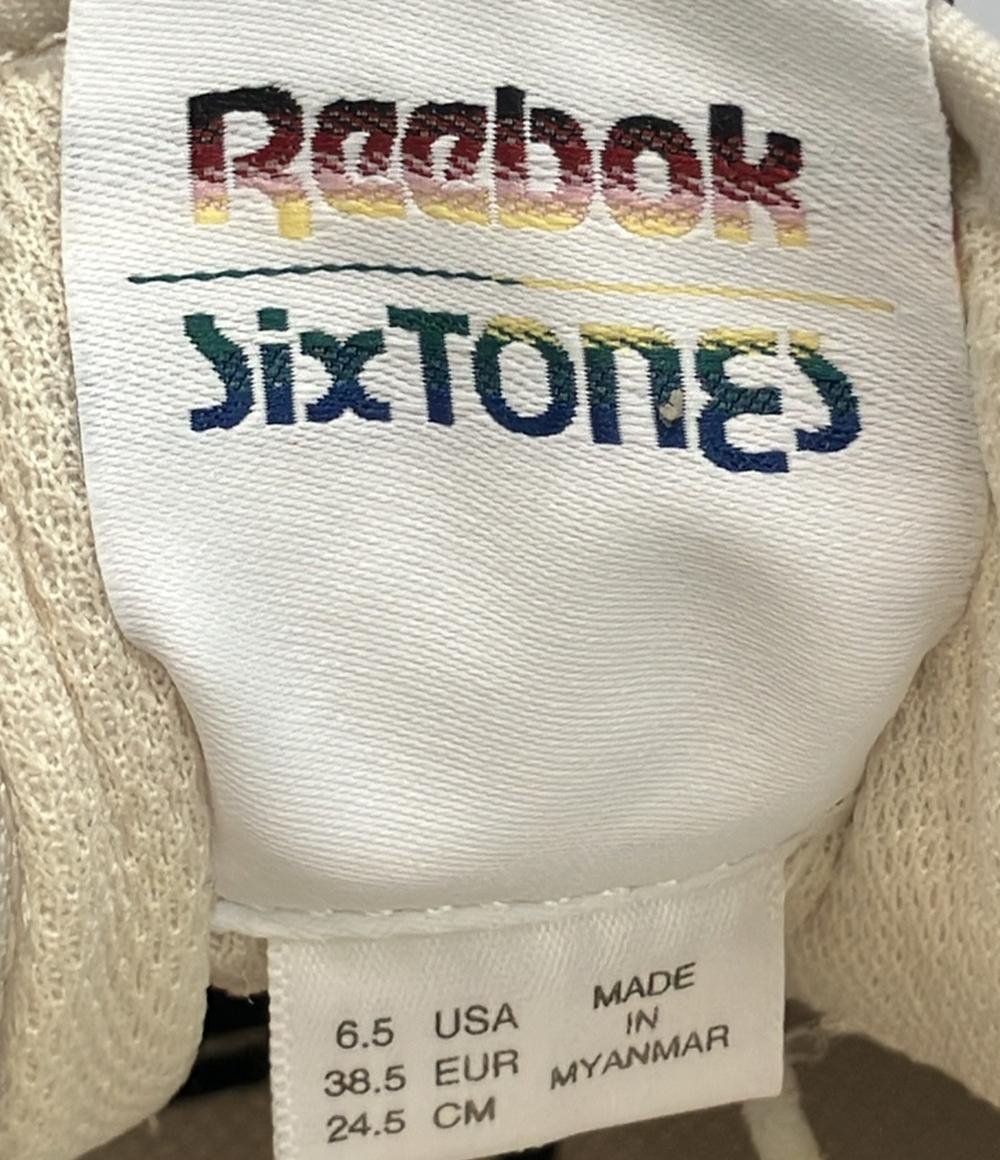 Reebok
SixTONES
6.5 USA
38.5 EUR
24.5 CM
MADE
IN
MYANMAR